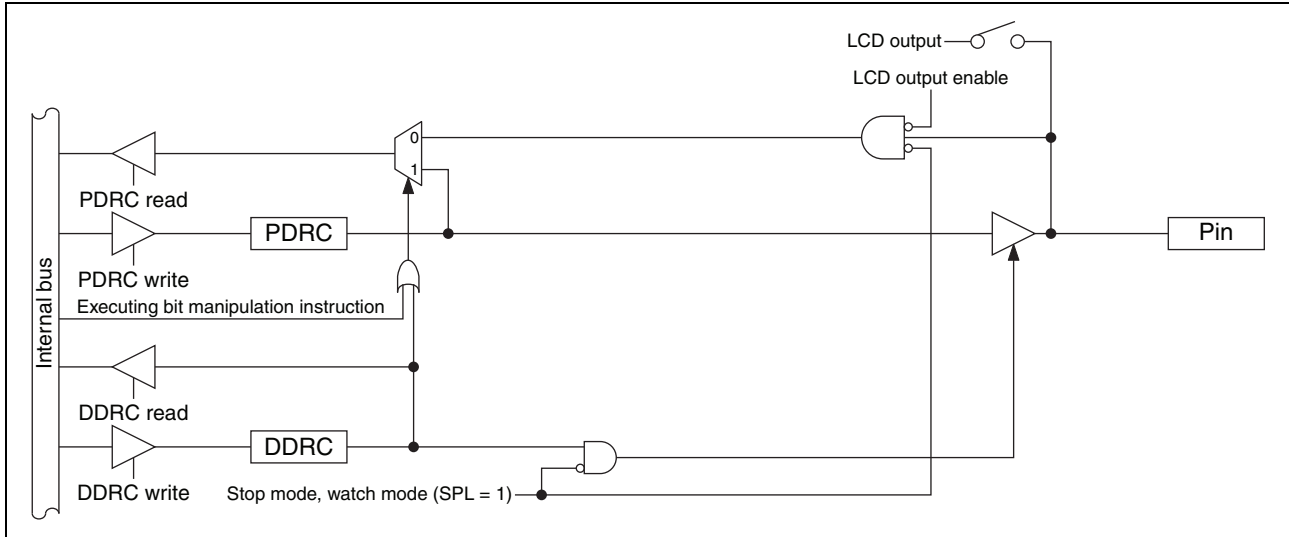 LCD output
LCD output enable
0
1
PDRC read
PDRC
Pin
PDRC write
Executing bit manipulation instruction
Internal bus
DDRC read
DDRC
DDRC write
Stop mode, watch mode (SPL = 1)